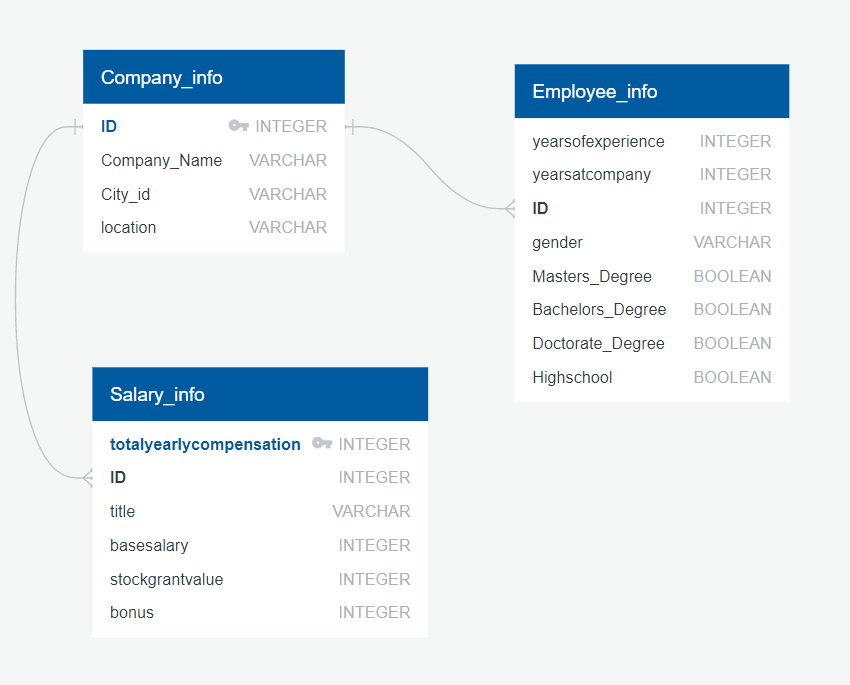 Company_info
ID INTEGER
Company_Name VARCHAR
City_id VARCHAR
location VARCHAR
Employee_info
yearsofexperience INTEGER
yearsatcompany INTEGER
ID INTEGER
gender VARCHAR
Masters_Degree BOOLEAN
Bachelors_Degree BOOLEAN
Doctorate_Degree BOOLEAN
Highschool BOOLEAN
Salary_info
totalyearlycompensation INTEGER
ID INTEGER
title VARCHAR
basesalary INTEGER
stockgrantvalue INTEGER
bonus INTEGER